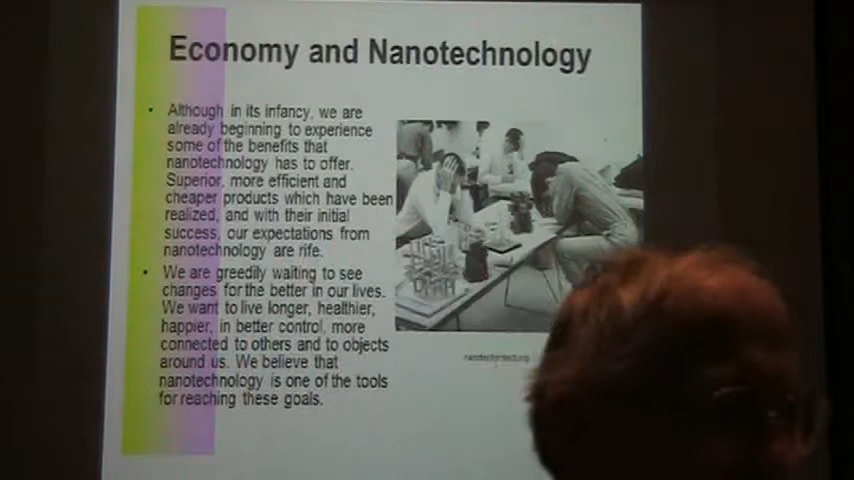 Economy and Nanotechnology
• Although in its infancy, we are
already beginning to experience
some of the benefits that
nanotechnology has to offer.
Superior, more efficient and
cheaper products which have been
realized, and with their initial
success, our expectations from
nanotechnology are rife.
• We are greedily waiting to see
changes for the better in our lives.
We want to live longer, healthier,
happier, in better control, more
connected to others and to objects
around us. We believe that
nanotechnology is one of the tools
for reaching these goals.